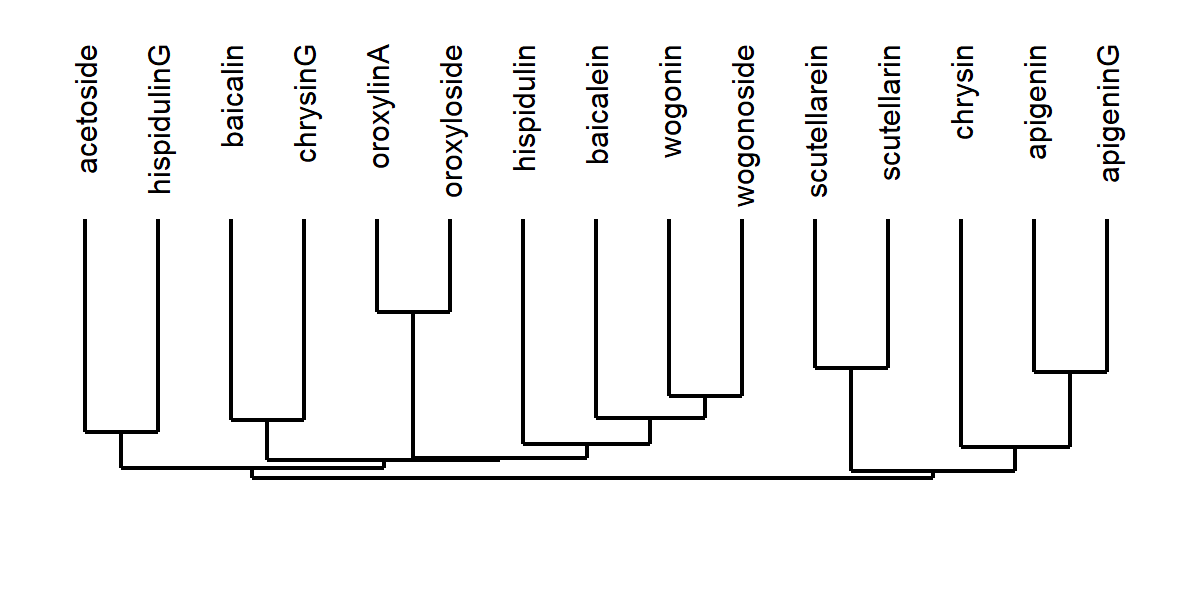 acetoside
hispidulinG
baicalin
chrysinG
oroxylinA
oroxyloside
hispidulin
baicalein
wogonin
wogonoside
scutellarein
scutellarin
chrysin
apigenin
apigeninG